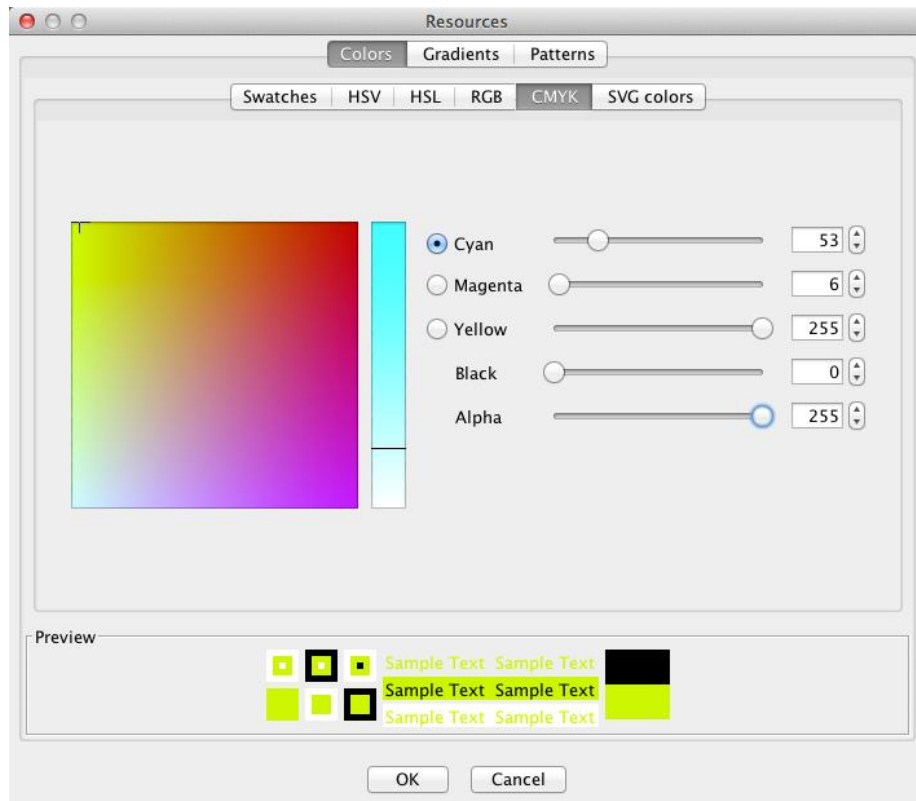 Resources
Colors Gradients Patterns
Swatches HSV HSL RGB CMYK SVG colors
Cyan 53
Magenta 6
Yellow 255
Black 0
Alpha 255
Preview
Sample Text Sample Text
Sample Text Sample Text
Sample Text Sample Text
OK Cancel